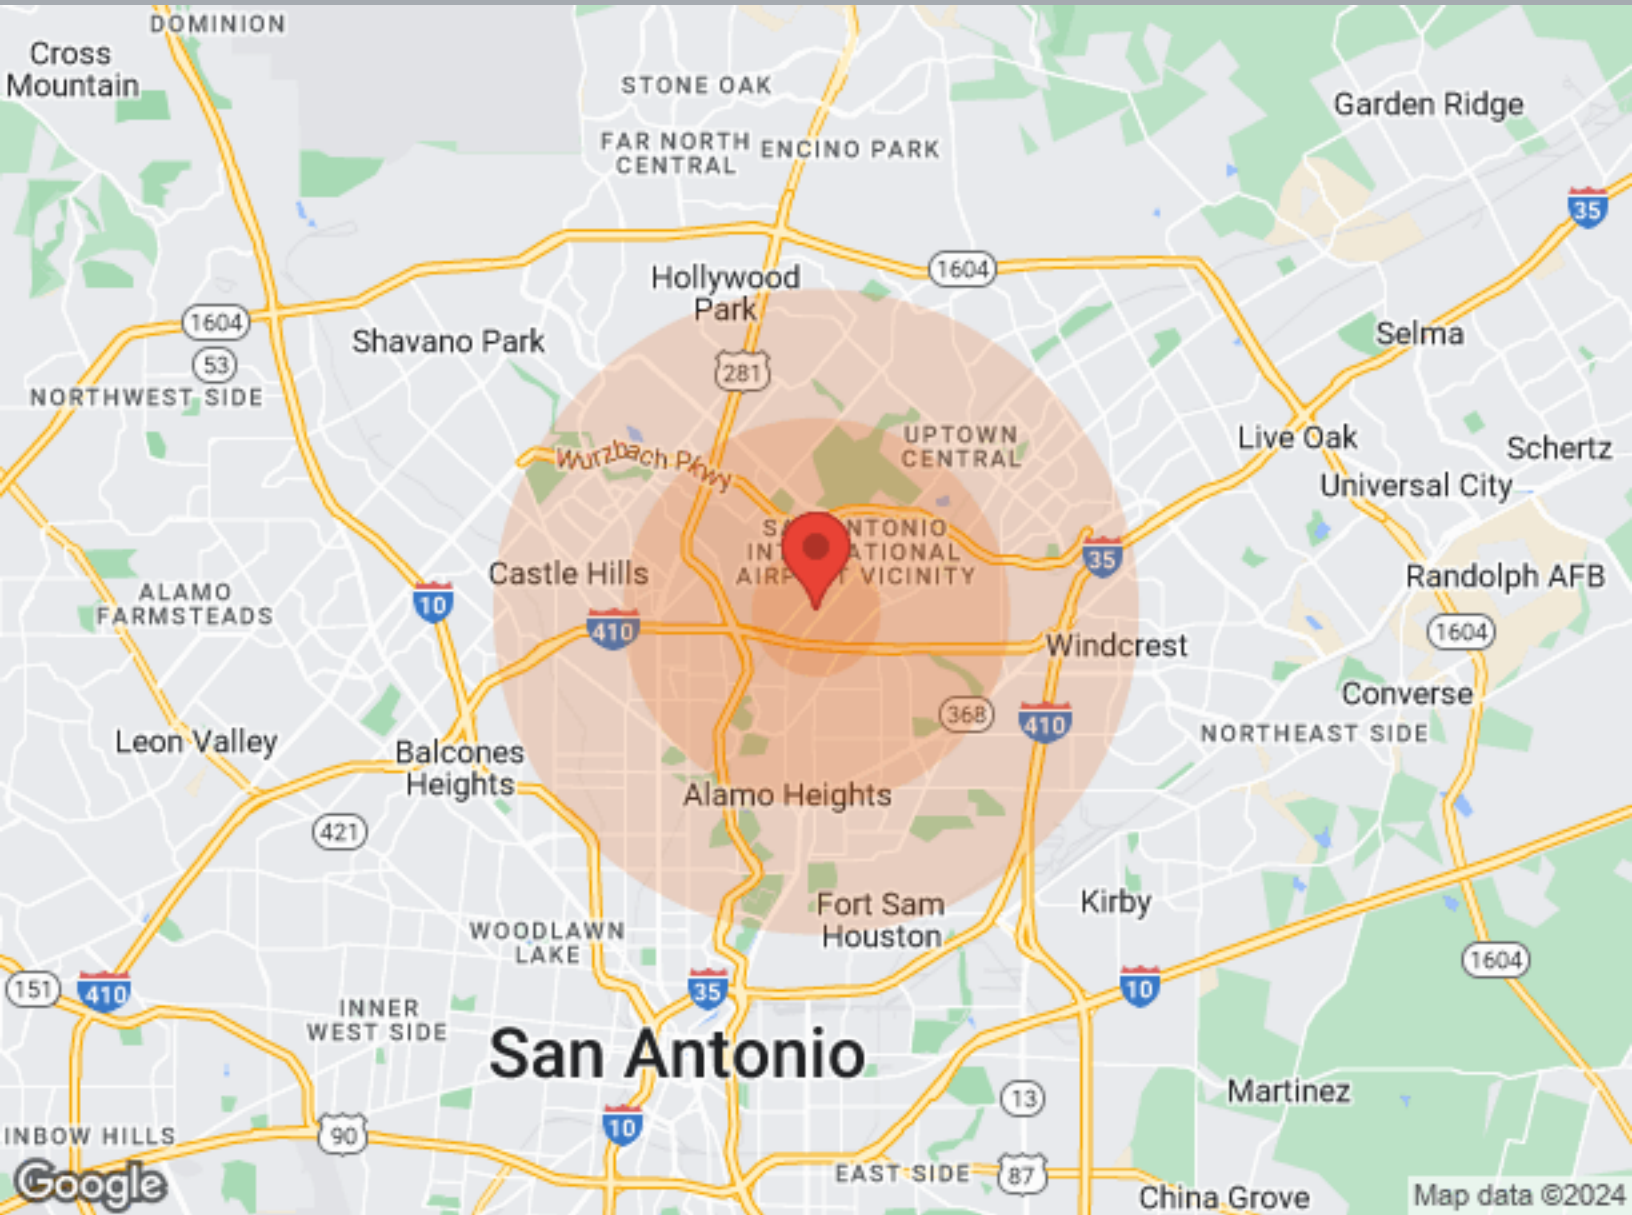 DOMINION
Cross
Mountain
STONE OAK
Garden Ridge
FAR NORTH
CENTRAL
ENCINO PARK
35
1604
Hollywood
Park
1604
Shavano Park
Selma
53
281
NORTHWEST SIDE
UPTOWN
CENTRAL
Live Oak
Schertz
Wurzbach Pkwy
Universal City
ANTONIO
VICINITY
35
Castle Hills
Randolph AFB
ALAMO
FARMSTEADS
10
410
1604
Windcrest
Converse
368
410
NORTHEAST SIDE
Leon Valley
Balcones
Heights
Alamo Heights
421
Fort Sam
Houston
Kirby
WOODLAWN
LAKE
1604
151
410
35
10
INNER
WEST SIDE
San Antonio
Martinez
13
10
INBOW HILLS
90
EAST SIDE
87
Google
China Grove
Map data ©2024